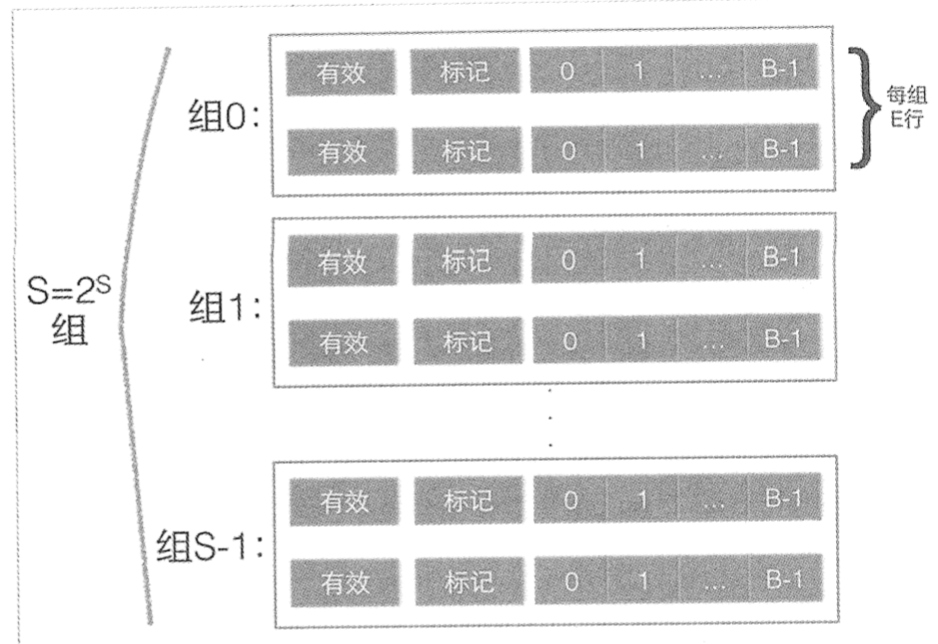 有效 标记 0 1 ... B-1
组0:
有效 标记 0 1 ... B-1
每组
E行
有效 标记 0 1 ... B-1
S=2^S
组
组1:
有效 标记 0 1 ... B-1
有效 标记 0 1 ... B-1
组S-1:
有效 标记 0 1 ... B-1